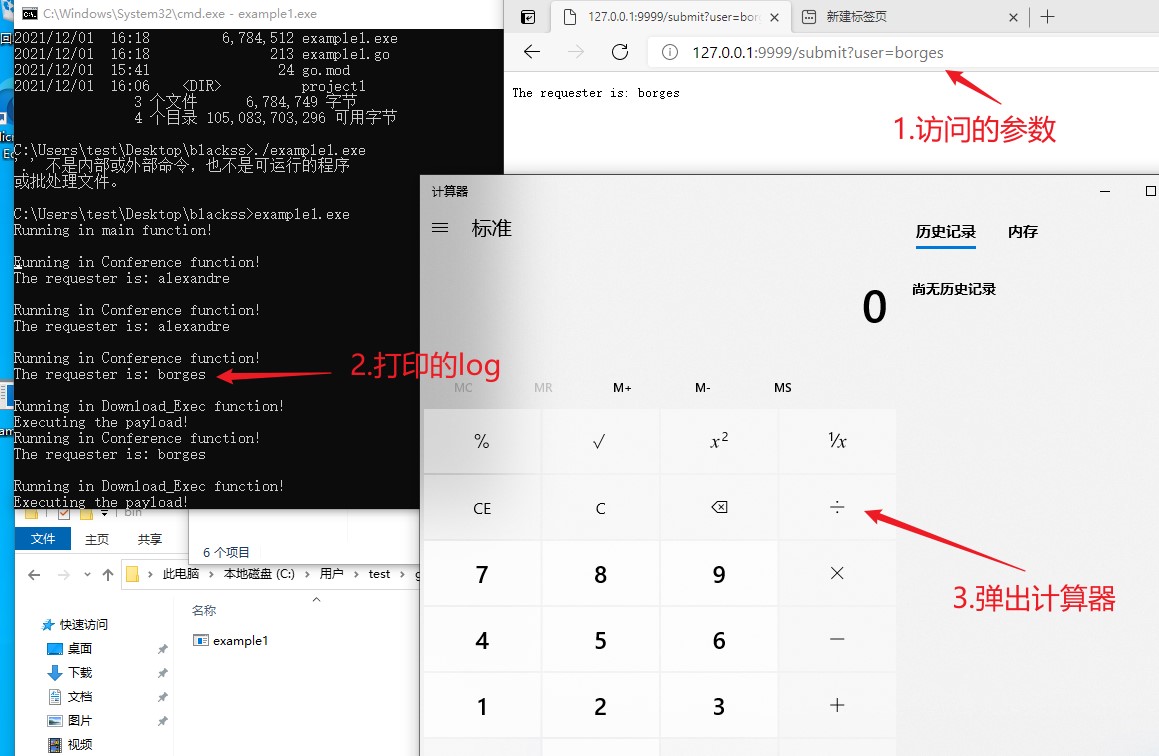 C:\Windows\System32\cmd.exe - example1.exe
2021/12/01  16:18         6,784,512 example1.exe
2021/12/01  16:18               213 example1.go
2021/12/01  15:41                24 go.mod
2021/12/01  16:06    <DIR>          project1
3 个文件      6,784,749 字节
4 个目录 105,083,703,296 可用字节
C:\Users\test\Desktop\blackss>./example1.exe
'.' 不是内部或外部命令，也不是可运行的程序
或批处理文件。
C:\Users\test\Desktop\blackss>example1.exe
Running in main function!
Running in Conference function!
The requester is: alexandre
Running in Conference function!
The requester is: alexandre
Running in Conference function!
The requester is: borges
Running in Download_Exec function!
Executing the payload!
Running in Conference function!
The requester is: borges
Running in Download_Exec function!
Executing the payload!
2.打印的log
127.0.0.1:9999/submit?user=bor
新建标签页
127.0.0.1:9999/submit?user=borges
The requester is: borges
1.访问的参数
计算器
标准
历史记录 内存
0
尚无历史记录
MC MR M+ M- MS
% √ x² ¹/x
CE C ⌫ ÷
7 8 9 ×
4 5 6 −
1 2 3 +
3.弹出计算器
文件 主页 共享
6 个项目
此电脑 › 本地磁盘 (C:) › 用户 › test ›
名称
快速访问
example1
桌面
下载
文档
图片
视频